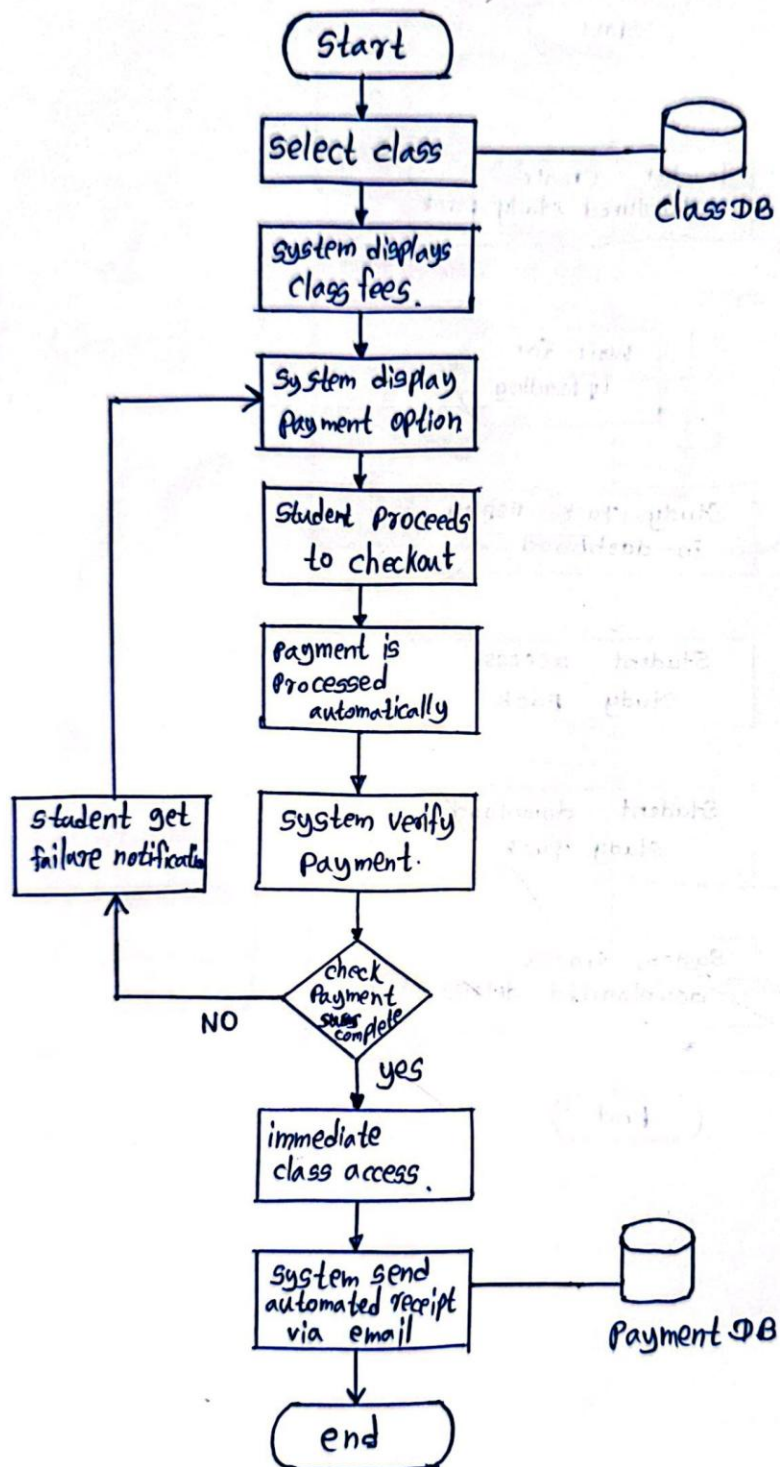 Start
Select class
Class DB
System displays
class fees.
System display
Payment option
Student Proceeds
to checkout
Payment is
Processed
automatically
Student get
failure notificatio
System verify
Payment.
check
Payment
complete
NO
yes
immediate
class access.
System send
automated receipt
via email
Payment DB
end